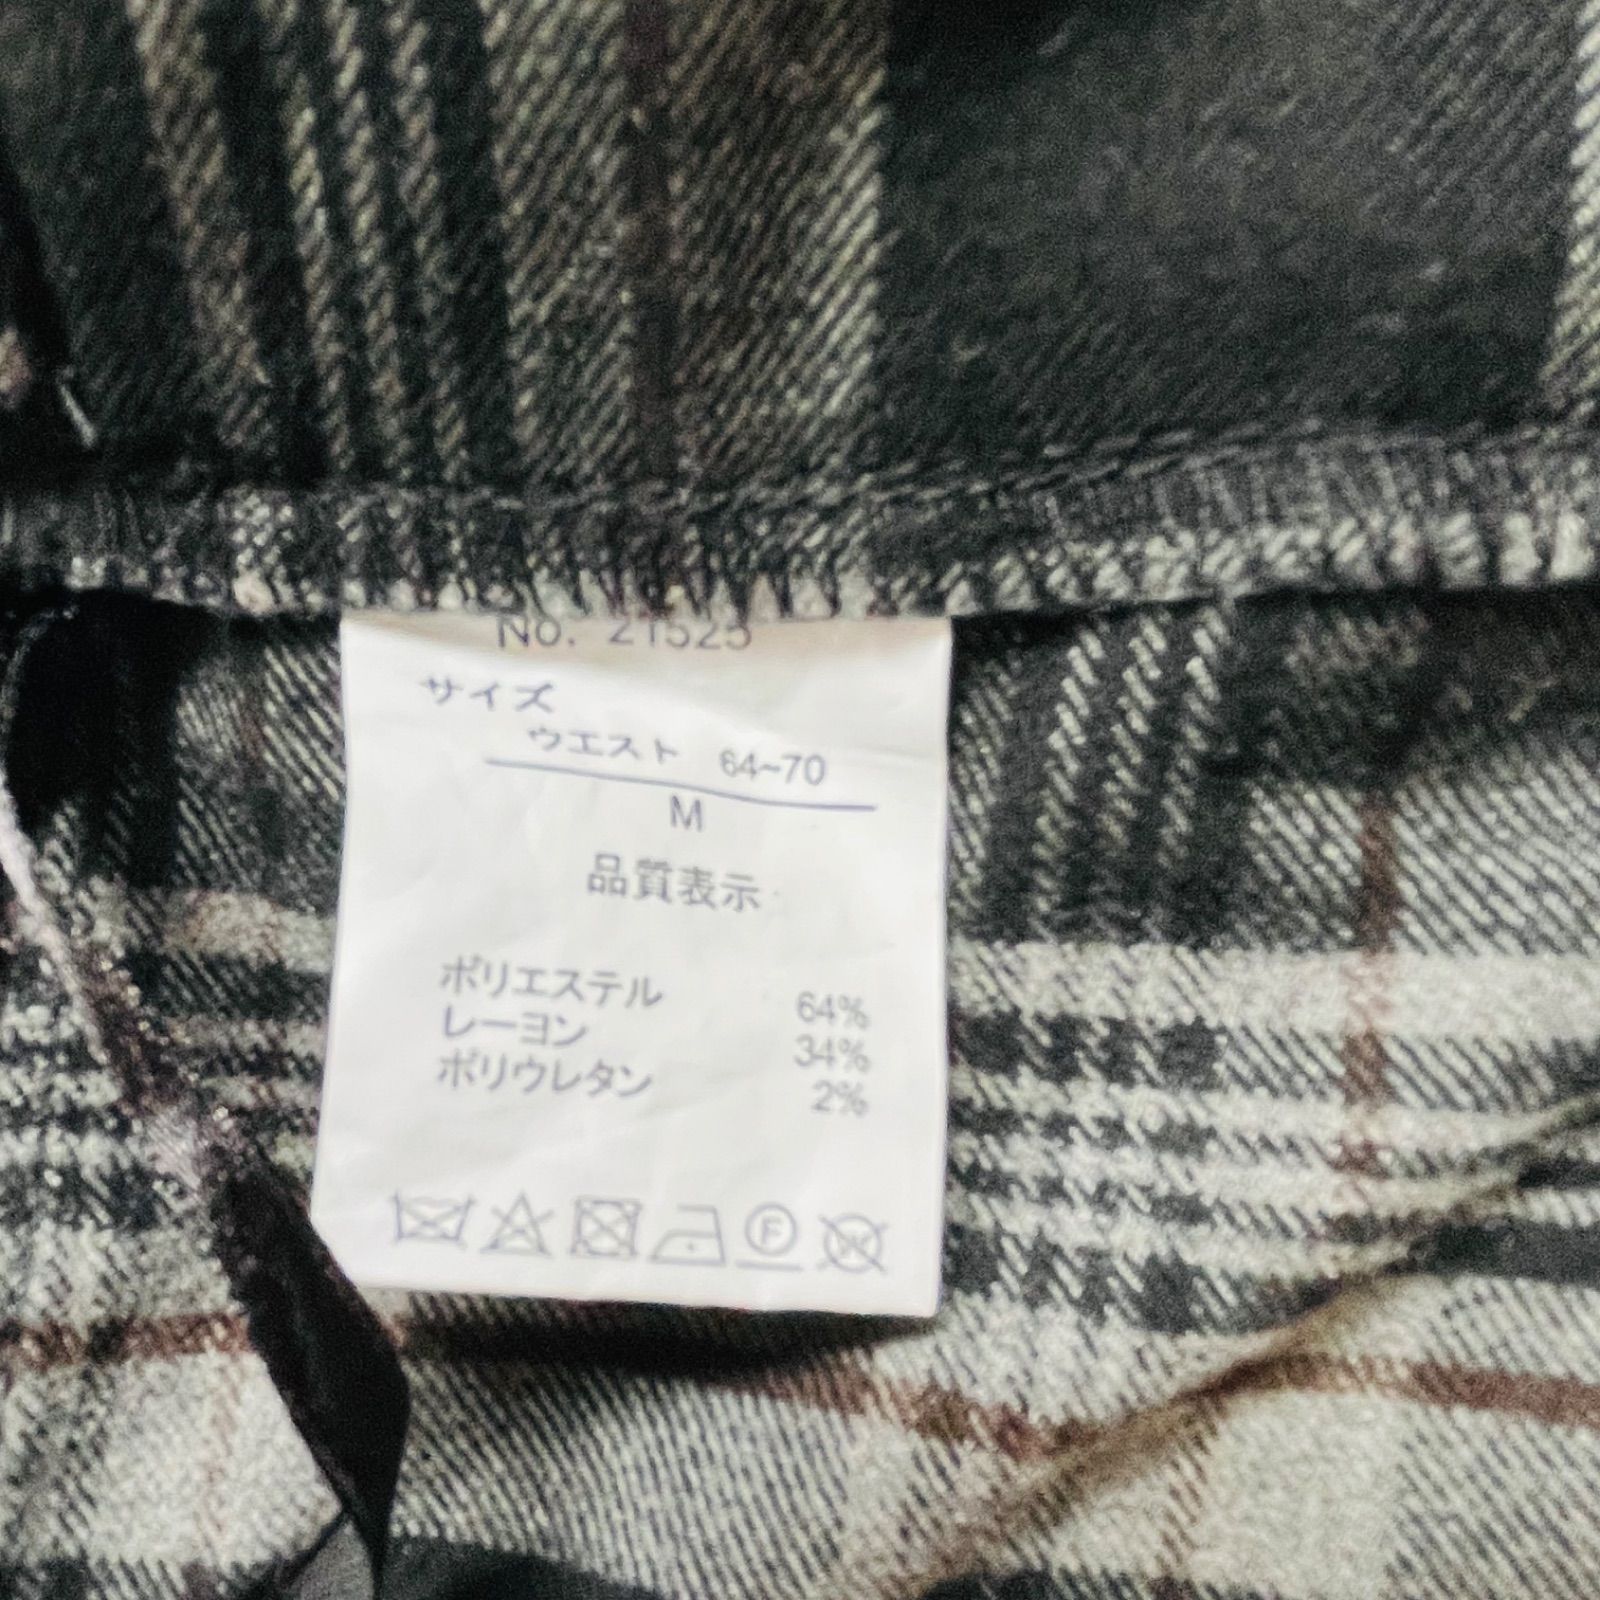 No. 21525
サイズ
ウエスト 64~70
M
品質表示
ポリエステル 64%
レーヨン 34%
ポリウレタン 2%
F
W